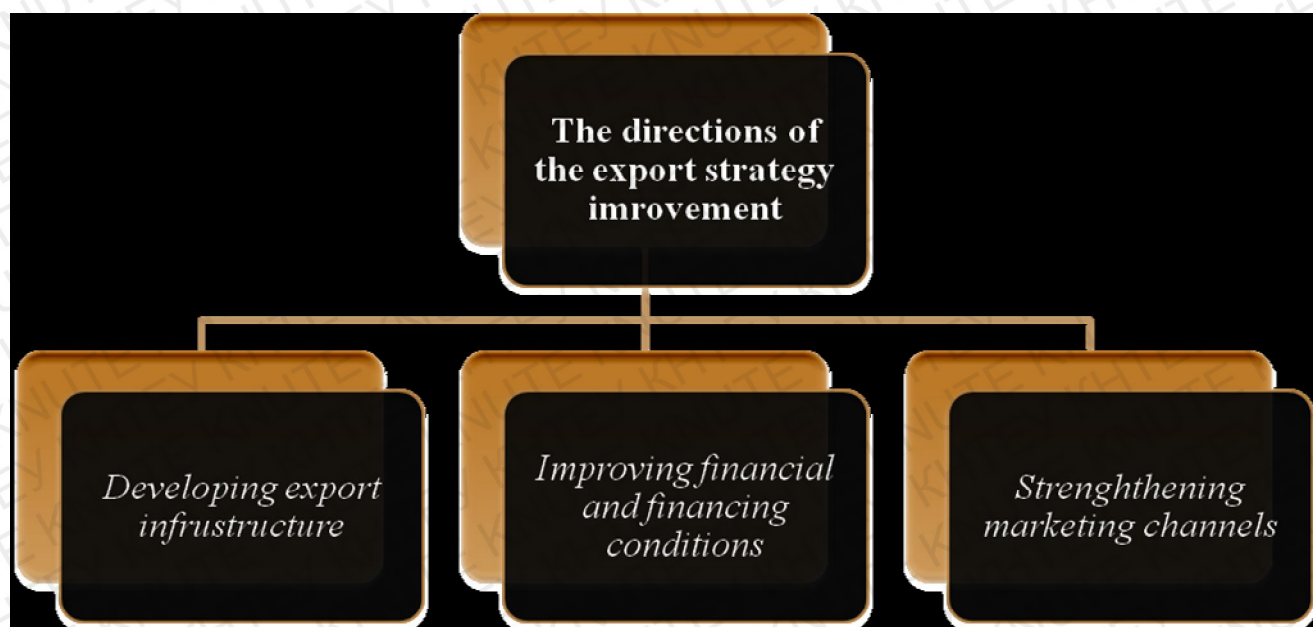 The directions of
the export strategy
imrovement
Developing export
infrustructure
Improving financial
and financing
conditions
Strenghthening
marketing channels